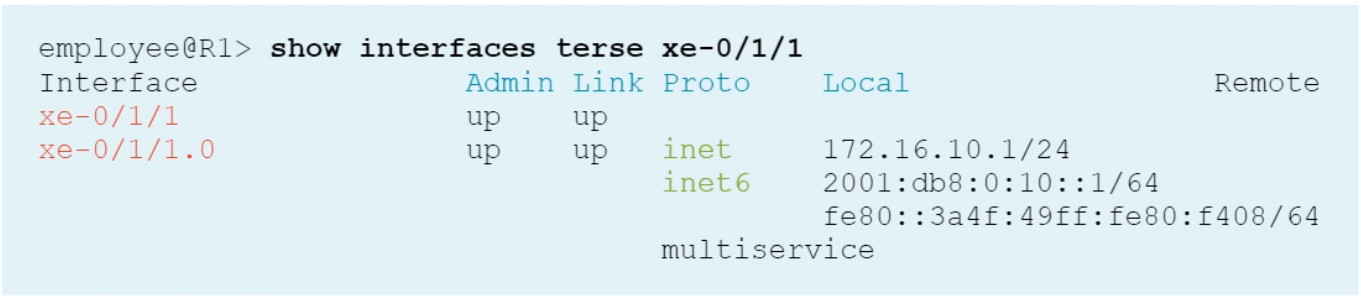 employee@R1> show interfaces terse xe-0/1/1
Interface Admin Link Proto Local Remote
xe-0/1/1 up up
xe-0/1/1.0 up up inet 172.16.10.1/24
inet6 2001:db8:0:10::1/64
fe80::3a4f:49ff:fe80:f408/64
multiservice